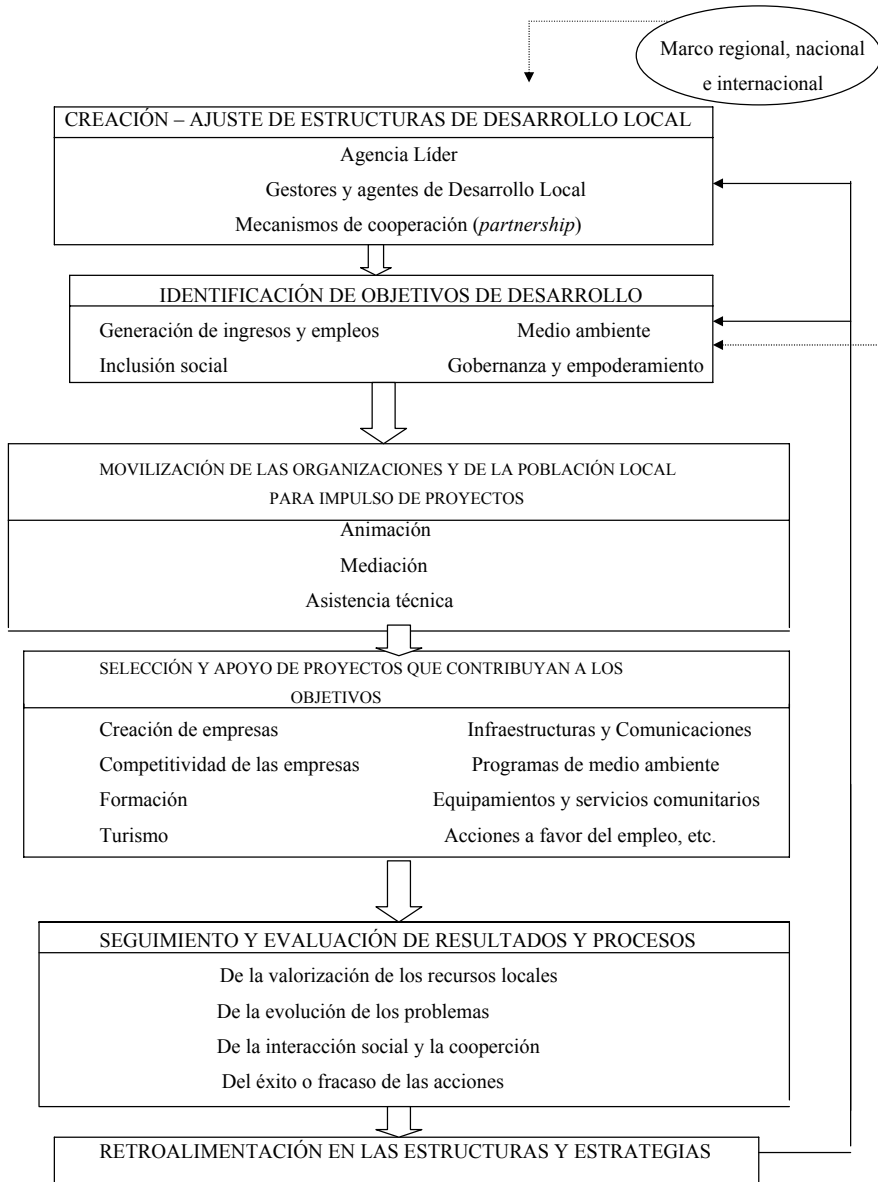 Marco regional, nacional
e internacional
CREACIÓN – AJUSTE DE ESTRUCTURAS DE DESARROLLO LOCAL
Agencia Líder
Gestores y agentes de Desarrollo Local
Mecanismos de cooperación (partnership)
IDENTIFICACIÓN DE OBJETIVOS DE DESARROLLO
Generación de ingresos y empleos Medio ambiente
Inclusión social Gobernanza y empoderamiento
MOVILIZACIÓN DE LAS ORGANIZACIONES Y DE LA POBLACIÓN LOCAL
PARA IMPULSO DE PROYECTOS
Animación
Mediación
Asistencia técnica
SELECCIÓN Y APOYO DE PROYECTOS QUE CONTRIBUYAN A LOS
OBJETIVOS
Creación de empresas Infraestructuras y Comunicaciones
Competitividad de las empresas Programas de medio ambiente
Formación Equipamientos y servicios comunitarios
Turismo Acciones a favor del empleo, etc.
SEGUIMIENTO Y EVALUACIÓN DE RESULTADOS Y PROCESOS
De la valorización de los recursos locales
De la evolución de los problemas
De la interacción social y la cooperción
Del éxito o fracaso de las acciones
RETROALIMENTACIÓN EN LAS ESTRUCTURAS Y ESTRATEGIAS